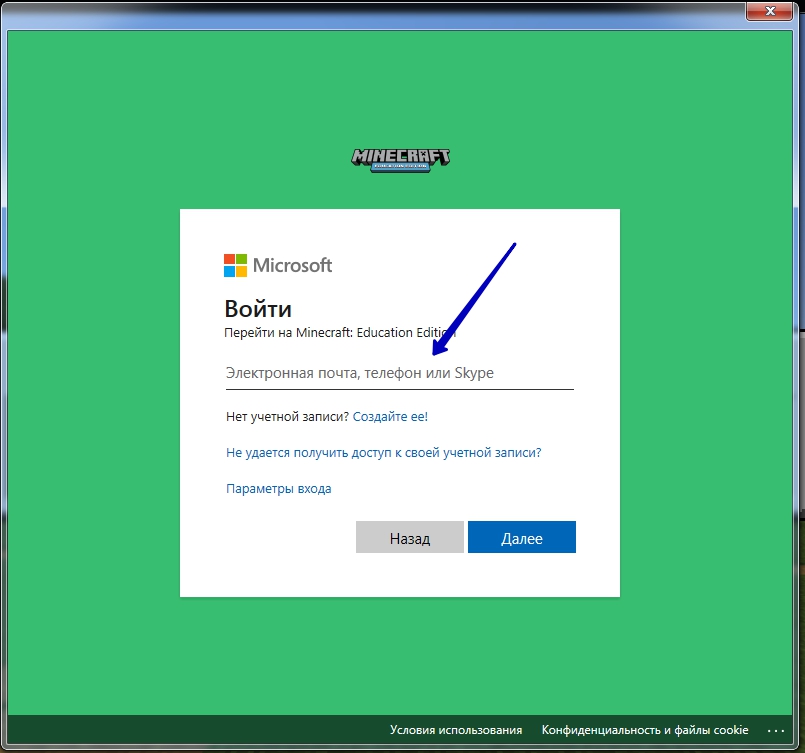 MINECRAFT
Microsoft
Войти
Перейти на Minecraft: Education Edition
Электронная почта, телефон или Skype
Нет учетной записи? Создайте ее!
Не удается получить доступ к своей учетной записи?
Параметры входа
Назад Далее
Условия использования Конфиденциальность и файлы cookie ...